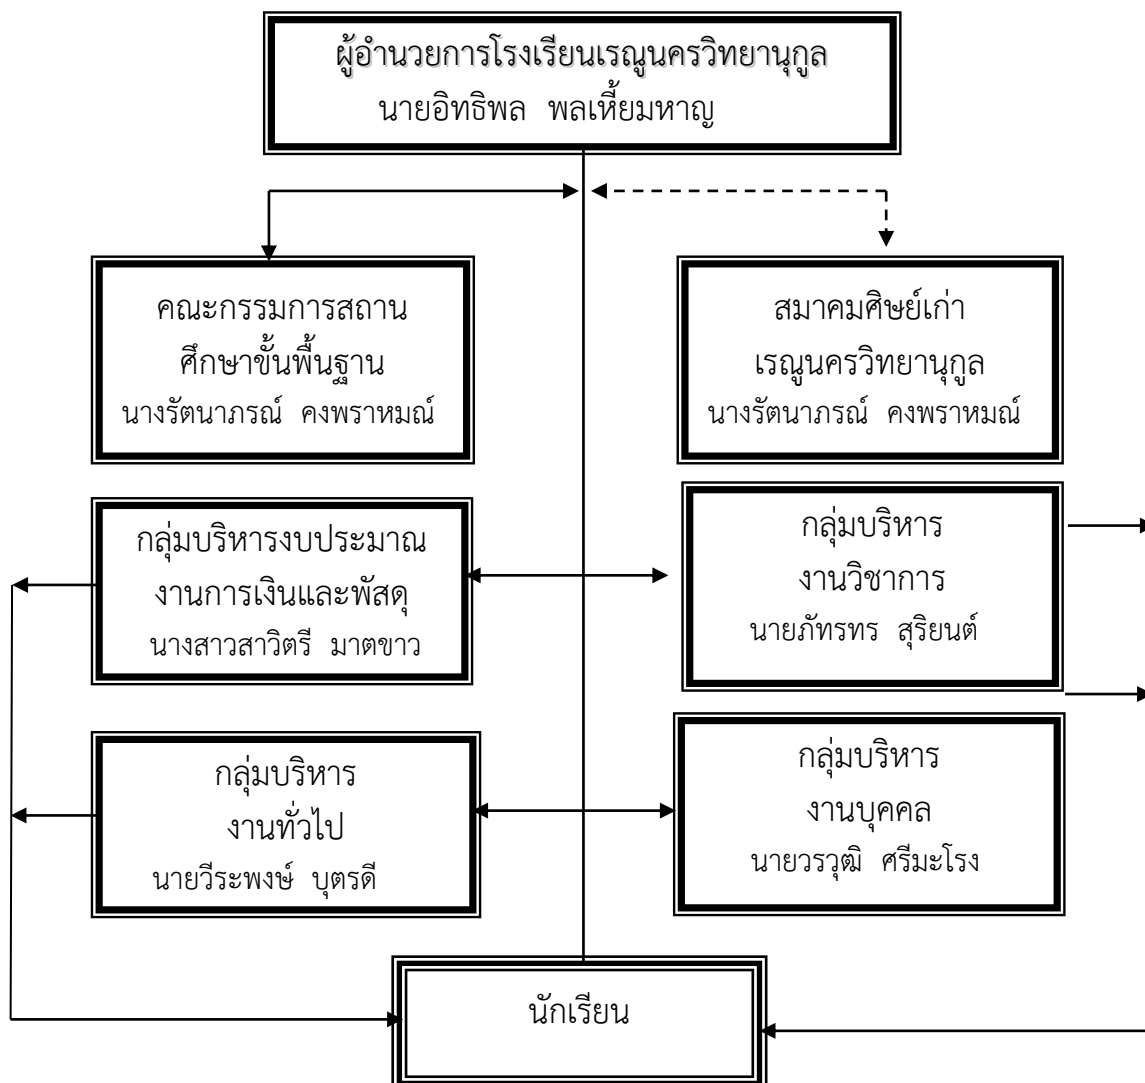 ผู้อำนวยการโรงเรียนเรณูนครวิทยานุกูล
นายอิทธิพล พลเหี้ยมหาญ
คณะกรรมการสถาน
ศึกษาขั้นพื้นฐาน
นางรัตนาภรณ์ คงพราหมณ์
สมาคมศิษย์เก่า
เรณูนครวิทยานุกูล
นางรัตนาภรณ์ คงพราหมณ์
กลุ่มบริหารงบประมาณ
งานการเงินและพัสดุ
นางสาวสาวิตรี มาตขาว
กลุ่มบริหาร
งานวิชาการ
นายภัทรทร สุริยนต์
กลุ่มบริหาร
งานทั่วไป
นายวีระพงษ์ บุตรดี
กลุ่มบริหาร
งานบุคคล
นายวรวุฒิ ศรีมะโรง
นักเรียน